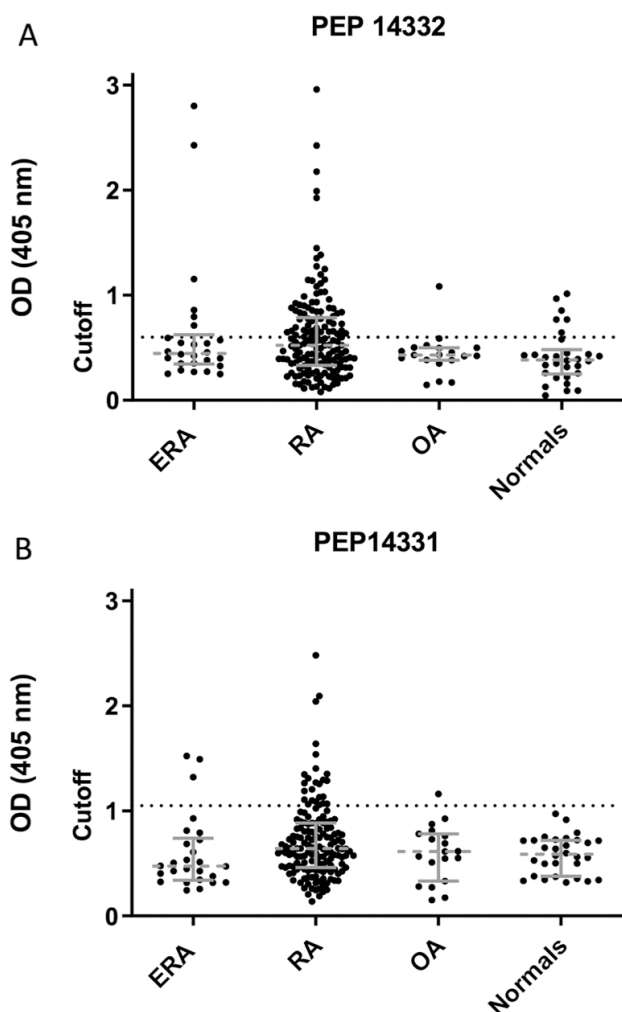 A
PEP 14332
OD (405 nm)
Cutoff
3
2
1
0
ERA
RA
OA
Normals
B
PEP14331
OD (405 nm)
Cutoff
3
2
1
0
ERA
RA
OA
Normals